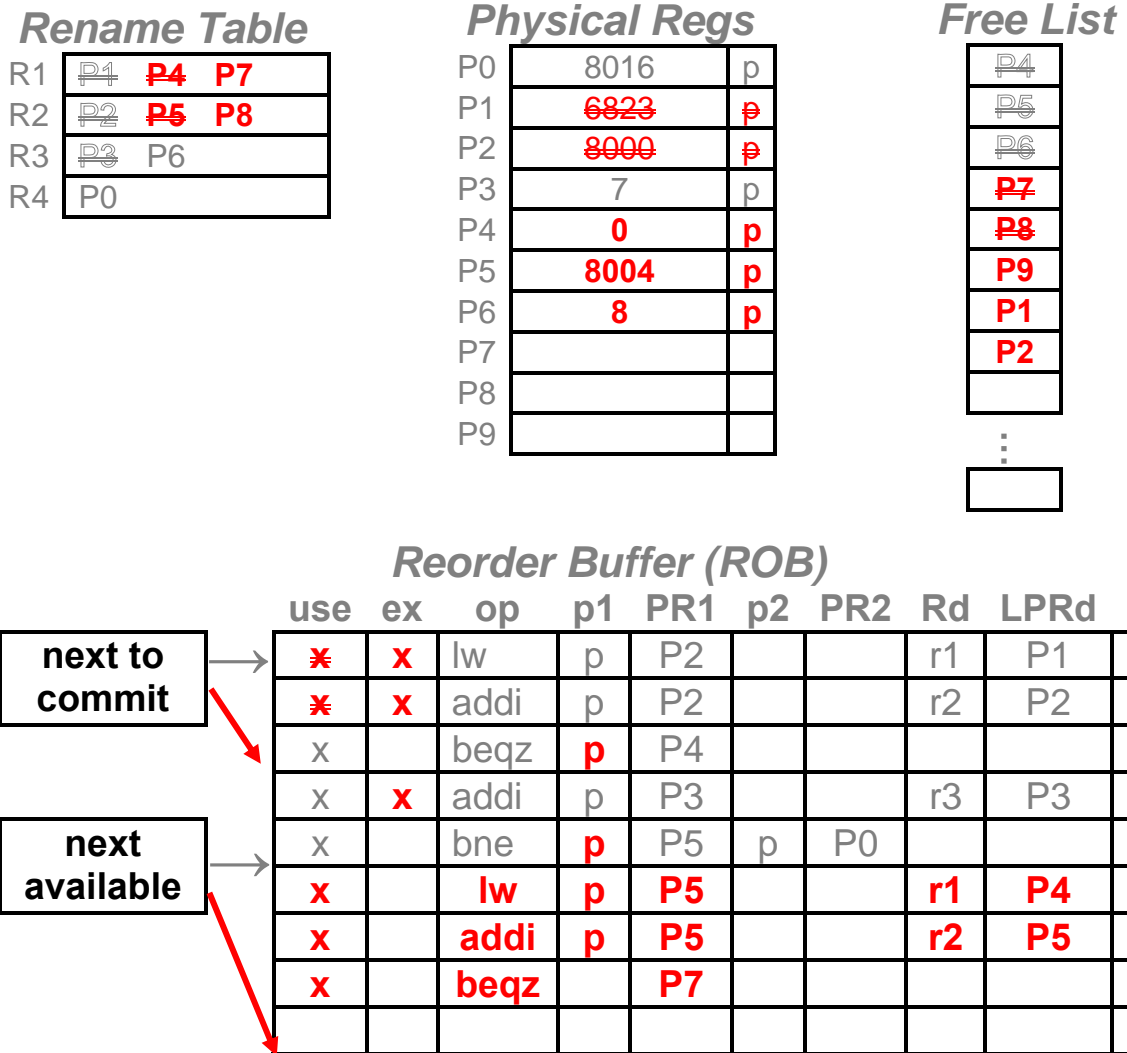 Rename Table
R1 P1 P4 P7
R2 P2 P5 P8
R3 P3 P6
R4 P0
Physical Regs
P0 8016 p
P1 6823 p
P2 8000 p
P3 7 p
P4 0 p
P5 8004 p
P6 8 p
P7
P8
P9
Free List
P4
P5
P6
P7
P8
P9
P1
P2
⋮
Reorder Buffer (ROB)
use ex op p1 PR1 p2 PR2 Rd LPRd
next to
commit
x x lw p P2 r1 P1
x x addi p P2 r2 P2
x beqz p P4
x x addi p P3 r3 P3
next
available
x bne p P5 p P0
x lw p P5 r1 P4
x addi p P5 r2 P5
x beqz P7